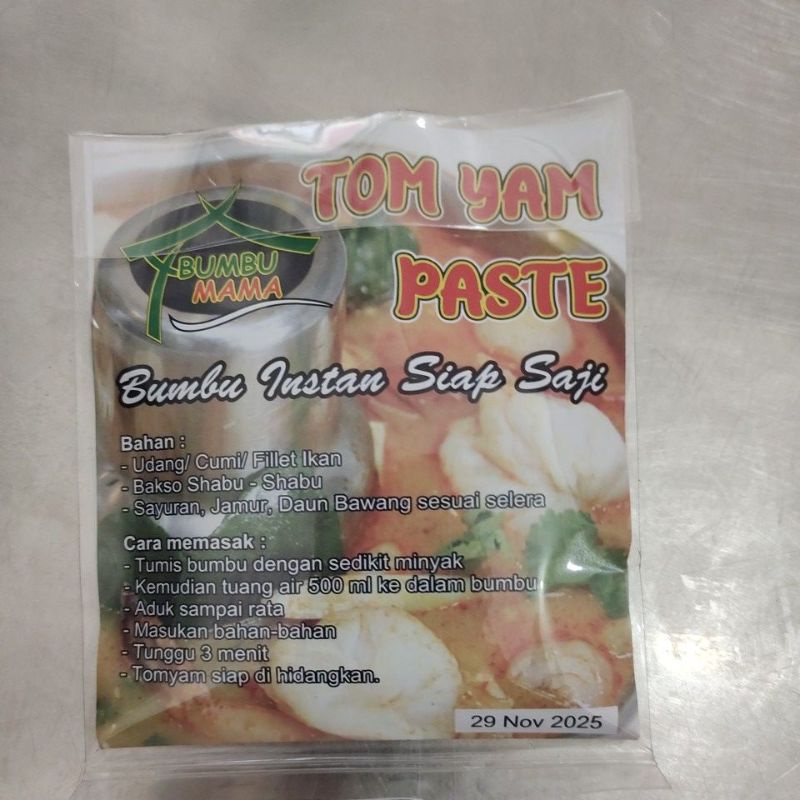 TOM YAM
PASTE
BUMBU
MAMA
Bumbu Instan Siap Saji
Bahan :
- Udang/ Cumi/ Fillet Ikan
- Bakso Shabu - Shabu
- Sayuran, Jamur, Daun Bawang sesuai selera
Cara memasak :
- Tumis bumbu dengan sedikit minyak
- Kemudian tuang air 500 ml ke dalam bumbu
- Aduk sampai rata
- Masukan bahan-bahan
- Tunggu 3 menit
- Tomyam siap di hidangkan.
29 Nov 2025